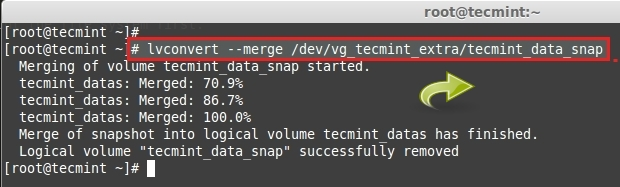 root@tecmint:~
[root@tecmint ~]#
[root@tecmint ~]# lvconvert --merge /dev/vg_tecmint_extra/tecmint_data_snap
Merging of volume tecmint_data_snap started.
tecmint_datas: Merged: 70.9%
tecmint_datas: Merged: 86.7%
tecmint_datas: Merged: 100.0%
Merge of snapshot into logical volume tecmint_datas has finished.
Logical volume "tecmint_data_snap" successfully removed
[root@tecmint ~]#